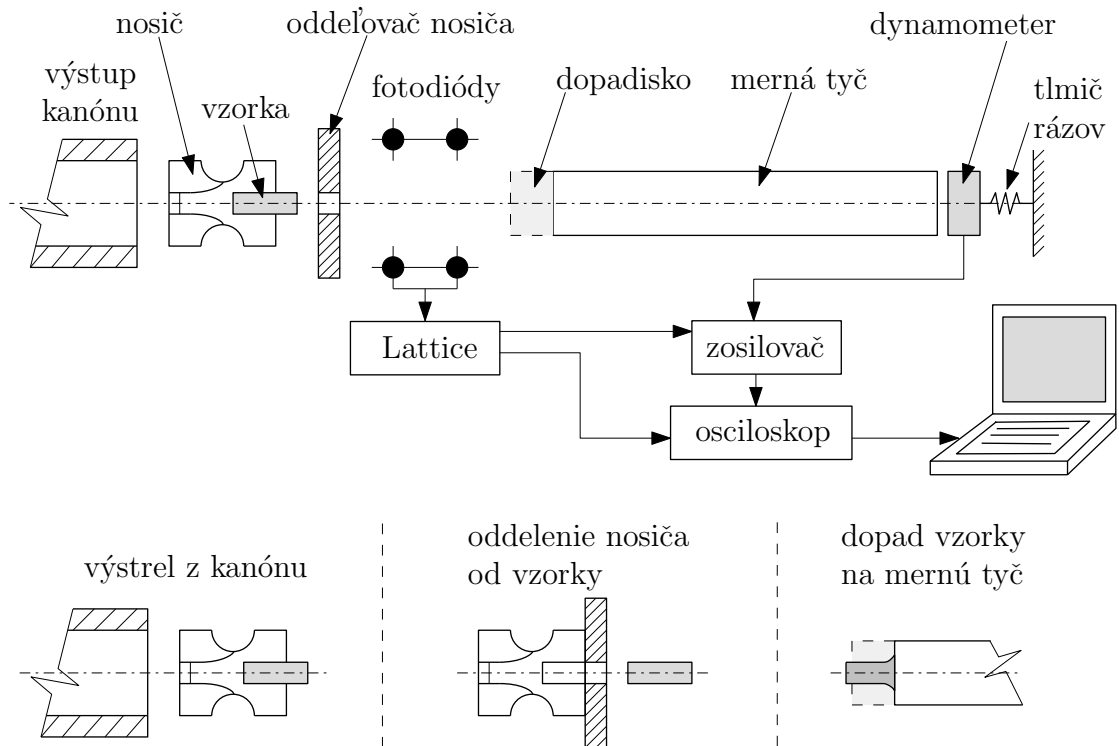 nosič
oddeľovač nosiča
dynamometer
výstup
kanónu
vzorka
fotodiódy
dopadisko
merná tyč
tlmič
rázov
Lattice
zosilovač
osciloskop
výstrel z kanónu
oddelenie nosiča
od vzorky
dopad vzorky
na mernú tyč